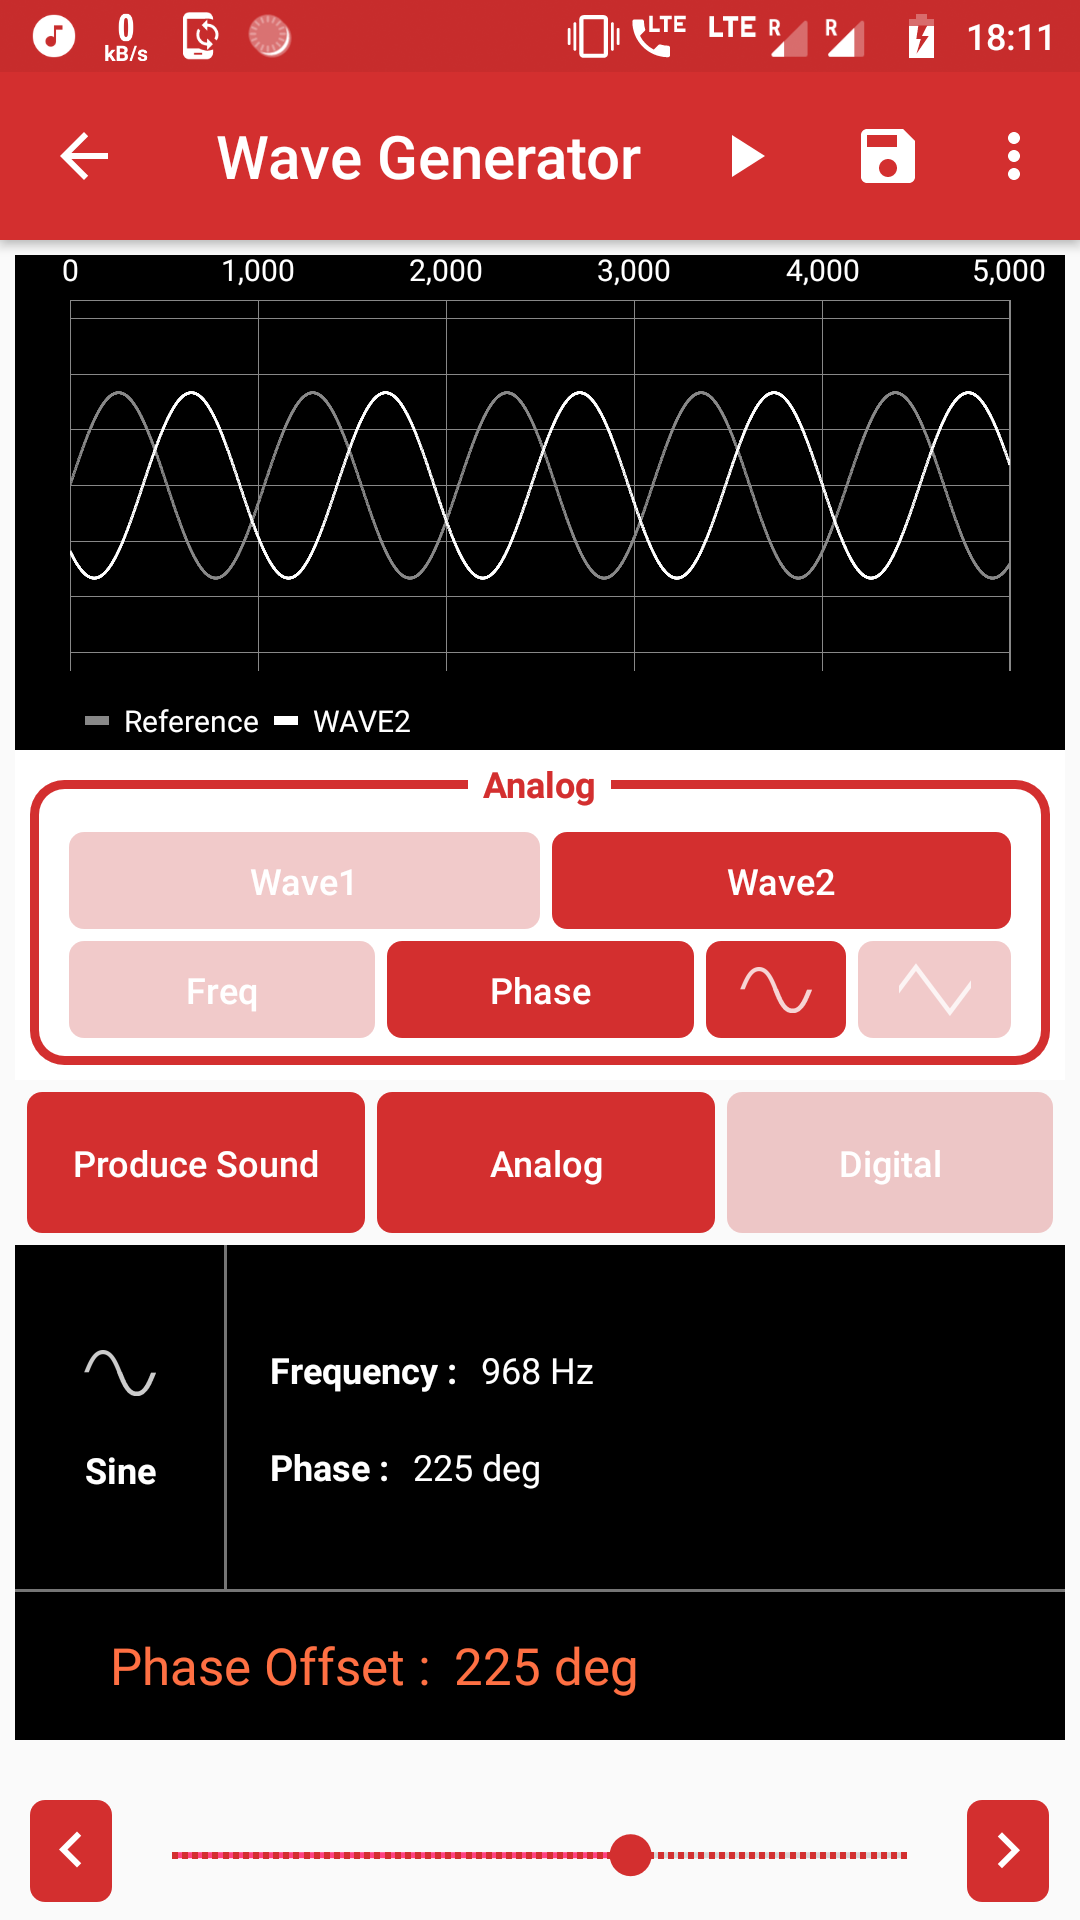 0 kB/s LTE LTE R R 18:11
Wave Generator
0 1,000 2,000 3,000 4,000 5,000
Reference WAVE2
Analog
Wave1 Wave2
Freq Phase
Produce Sound Analog Digital
Frequency : 968 Hz
Sine Phase : 225 deg
Phase Offset : 225 deg